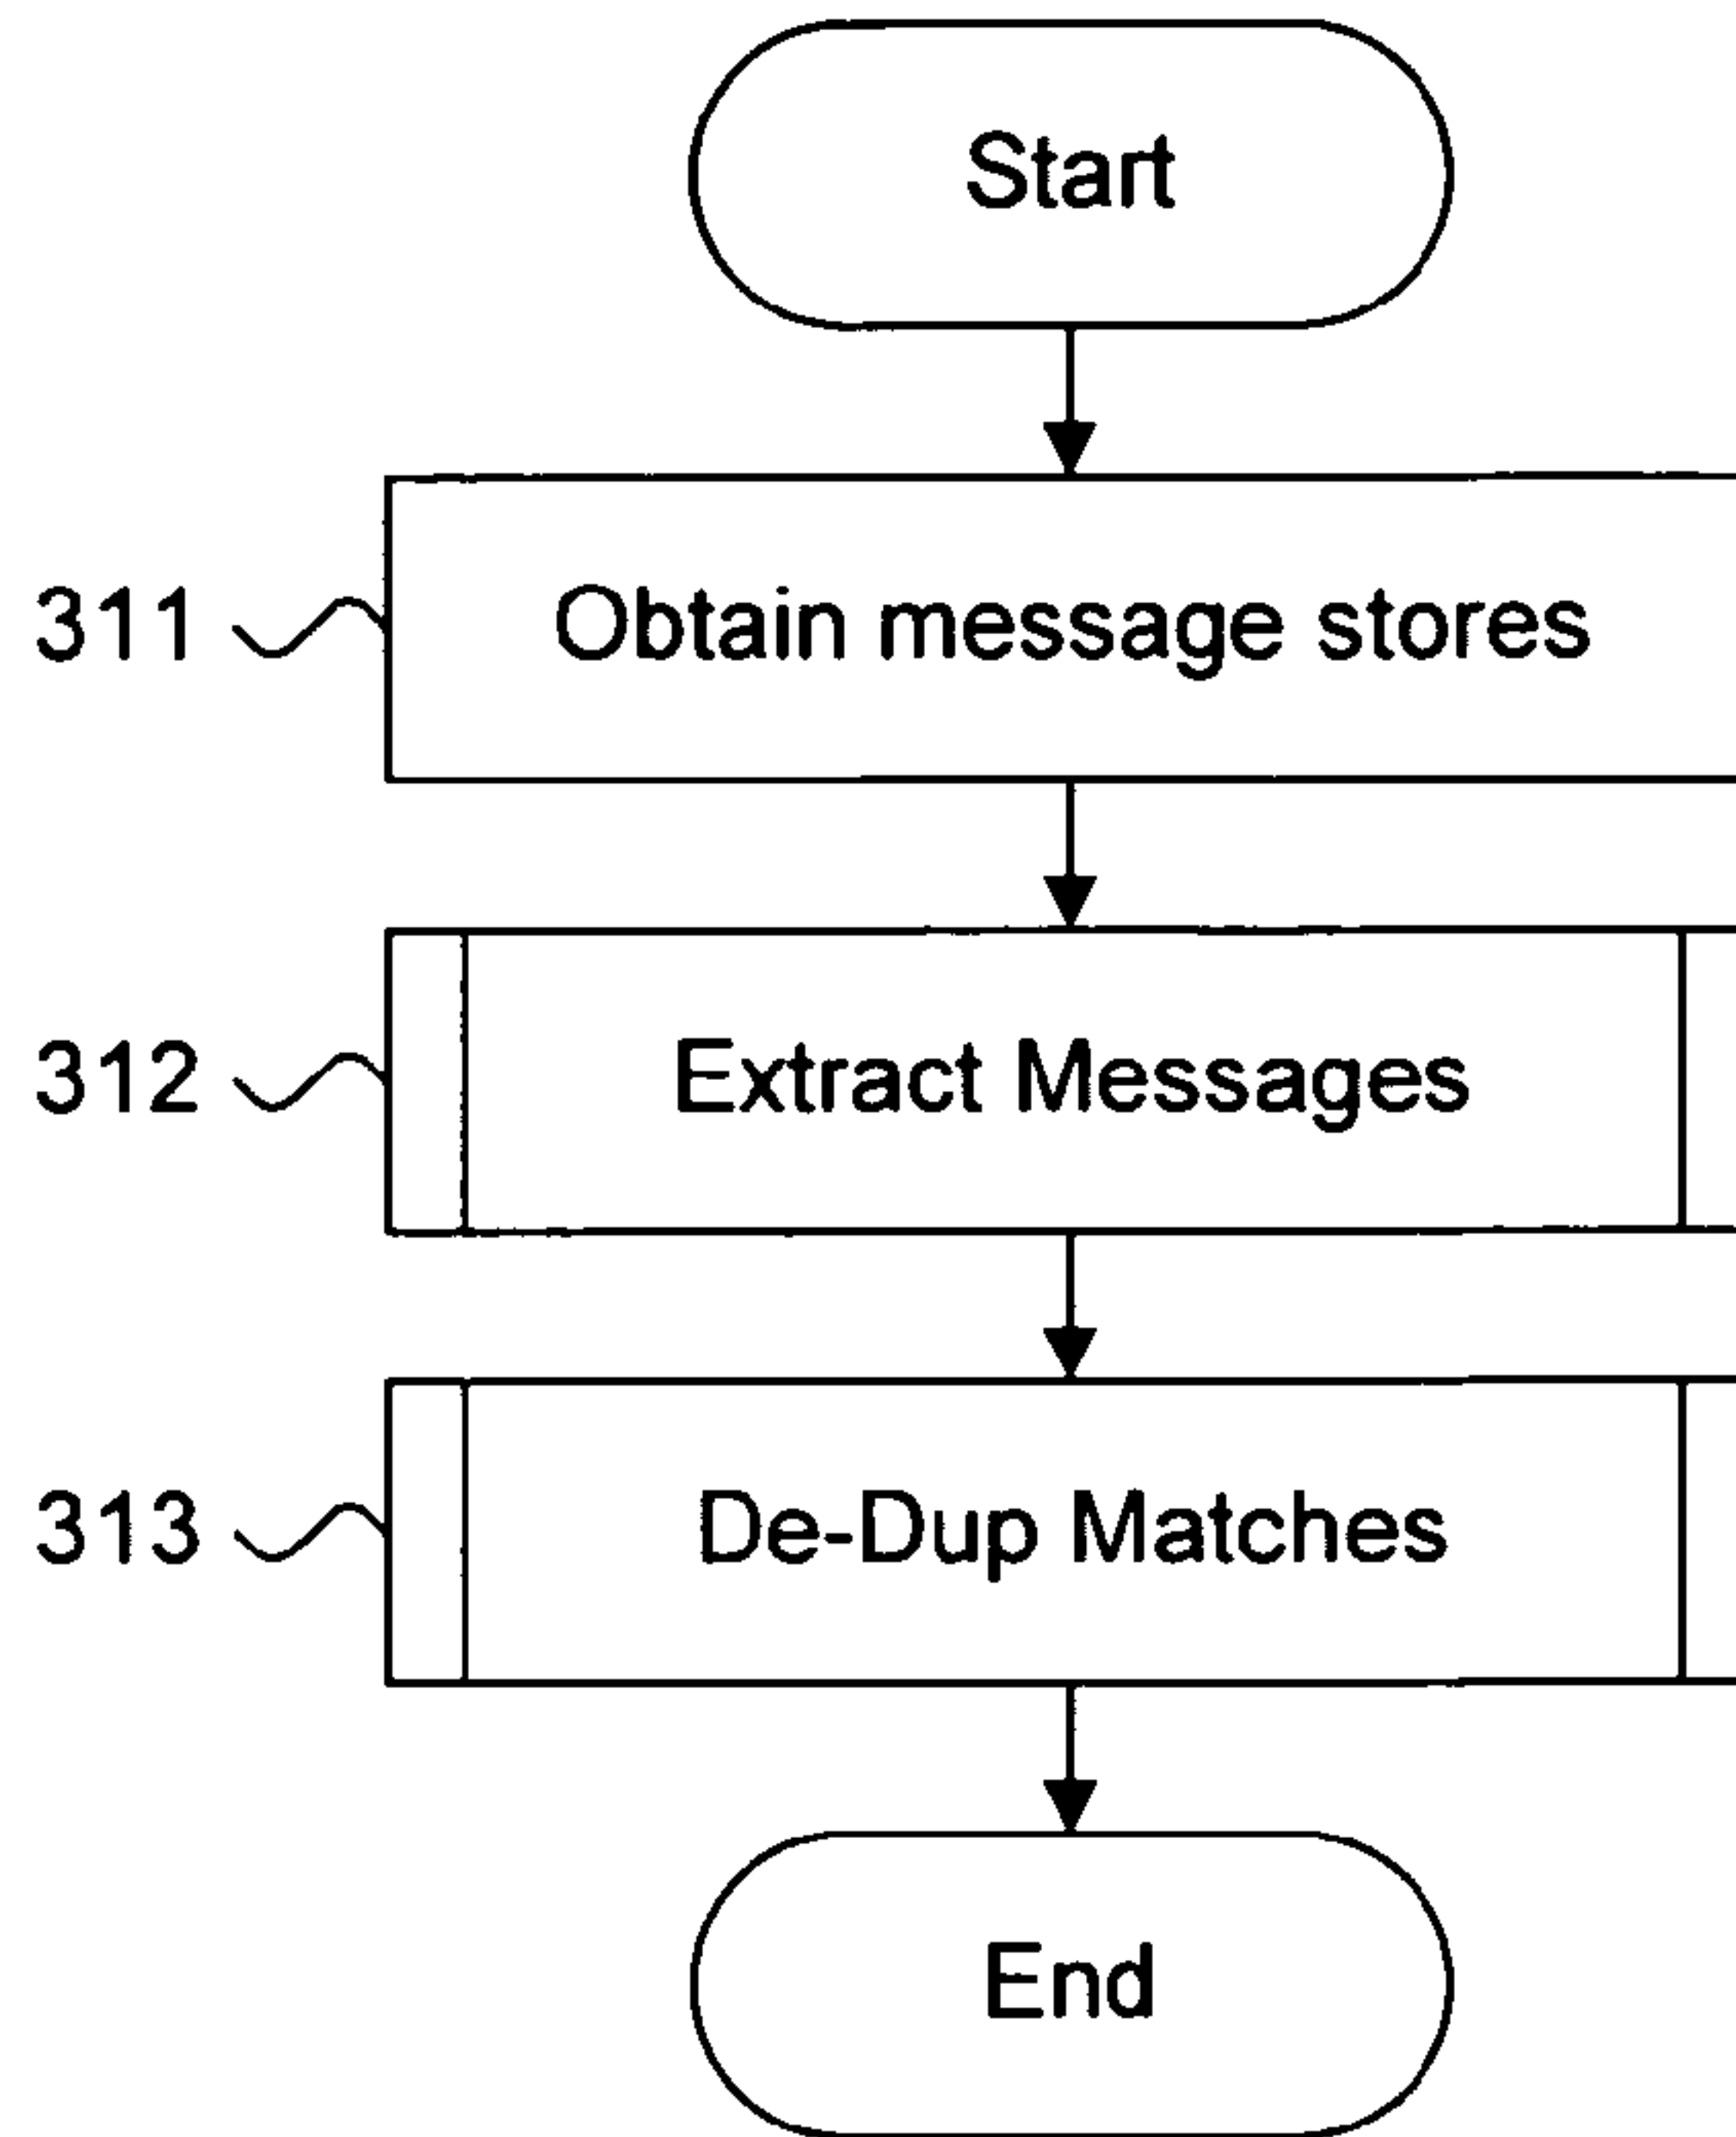 Start
311 Obtain message stores
312 Extract Messages
313 De-Dup Matches
End